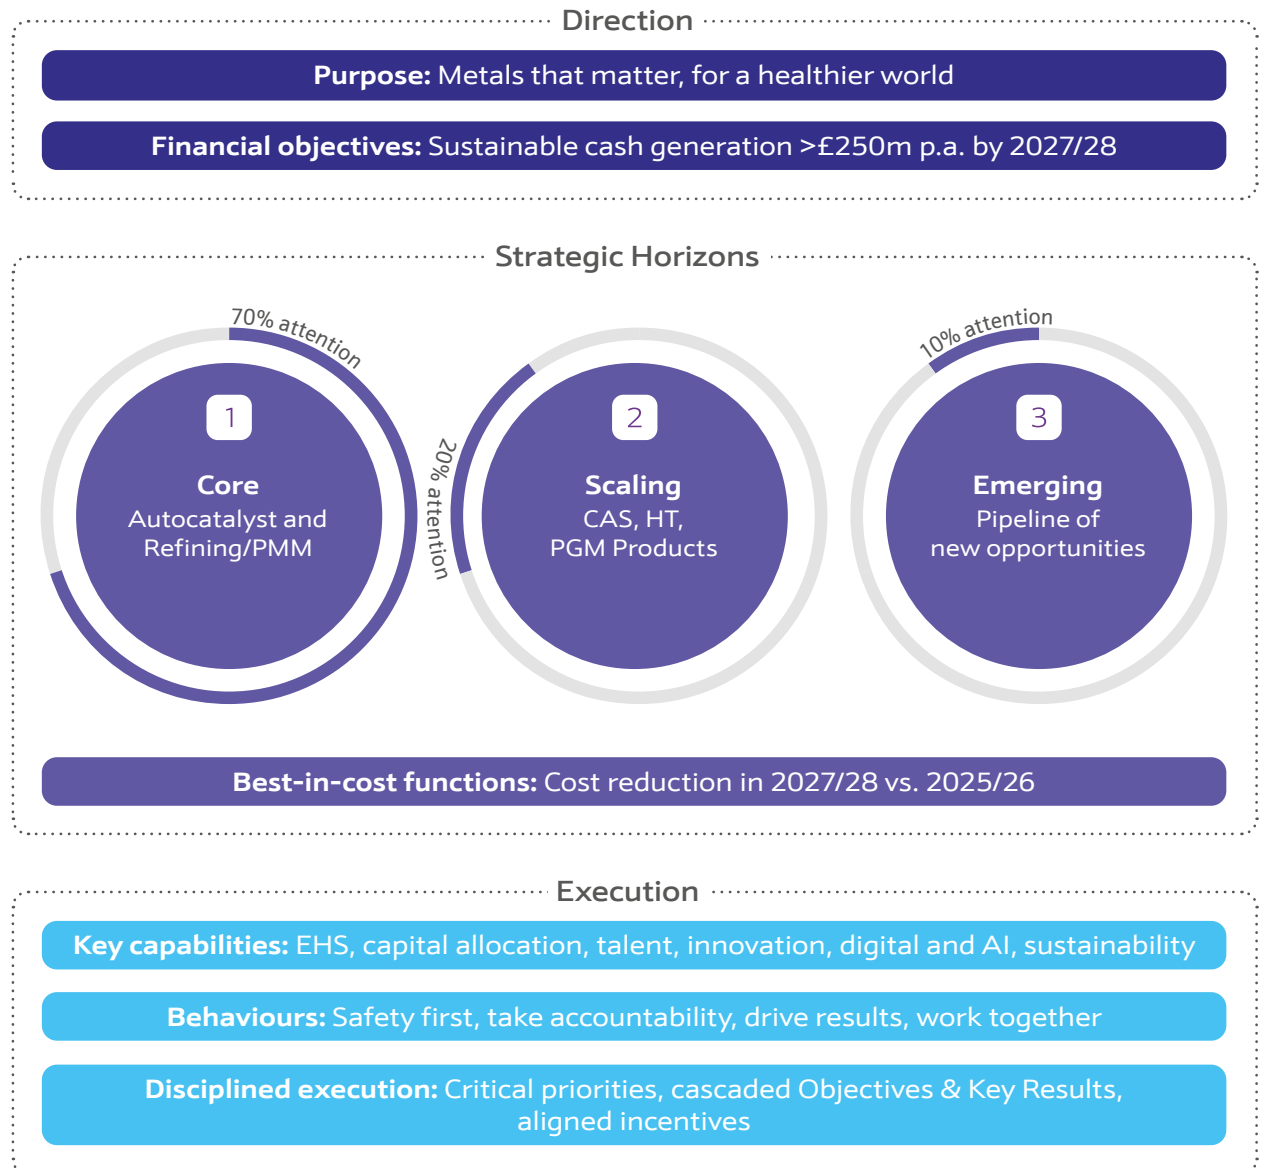 Direction
Purpose: Metals that matter, for a healthier world
Financial objectives: Sustainable cash generation >£250m p.a. by 2027/28
Strategic Horizons
70% attention
1
Core
Autocatalyst and
Refining/PMM
20% attention
2
Scaling
CAS, HT,
PGM Products
10% attention
3
Emerging
Pipeline of
new opportunities
Best-in-cost functions: Cost reduction in 2027/28 vs. 2025/26
Execution
Key capabilities: EHS, capital allocation, talent, innovation, digital and AI, sustainability
Behaviours: Safety first, take accountability, drive results, work together
Disciplined execution: Critical priorities, cascaded Objectives & Key Results,
aligned incentives